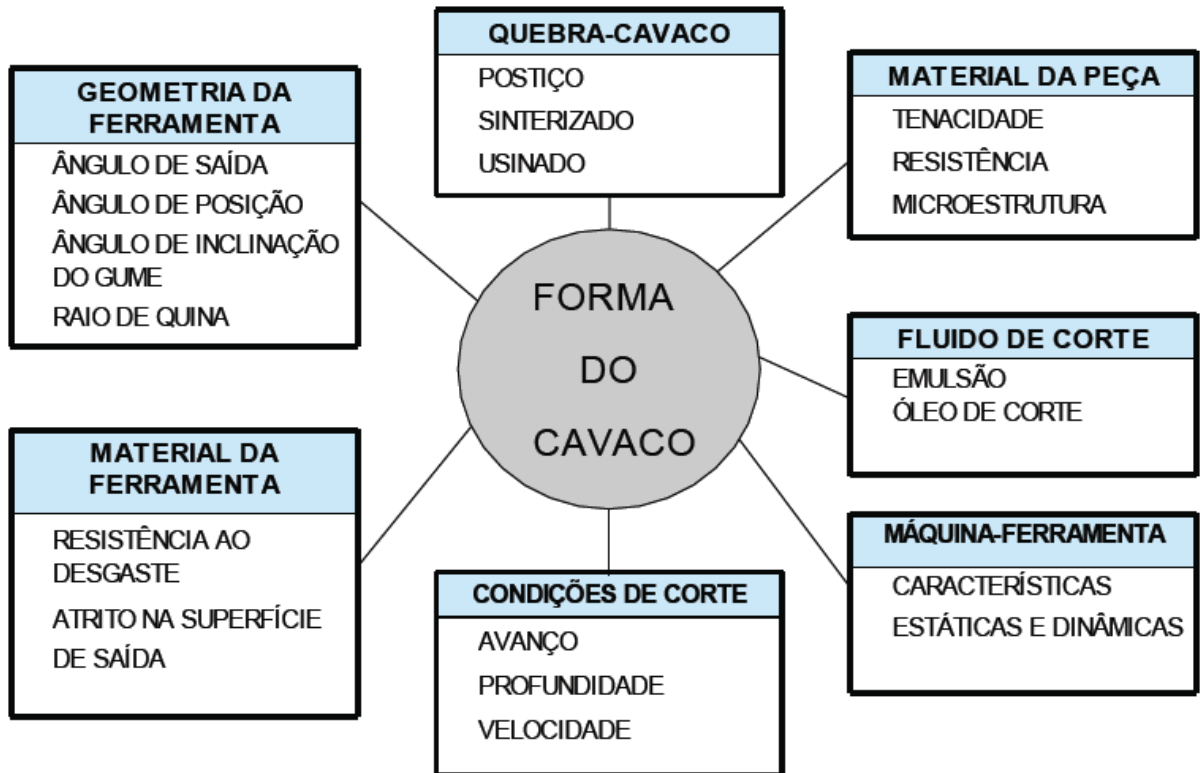 QUEBRA-CAVACO
POSTIÇO
SINTERIZADO
USINADO
GEOMETRIA DA
FERRAMENTA
ÂNGULO DE SAÍDA
ÂNGULO DE POSIÇÃO
ÂNGULO DE INCLINAÇÃO
DO GUME
RAIO DE QUINA
MATERIAL DA PEÇA
TENACIDADE
RESISTÊNCIA
MICROESTRUTURA
FORMA
DO
CAVACO
FLUIDO DE CORTE
EMULSÃO
ÓLEO DE CORTE
MATERIAL DA
FERRAMENTA
RESISTÊNCIA AO
DESGASTE
ATRITO NA SUPERFÍCIE
DE SAÍDA
CONDIÇÕES DE CORTE
AVANÇO
PROFUNDIDADE
VELOCIDADE
MÁQUINA-FERRAMENTA
CARACTERÍSTICAS
ESTÁTICAS E DINÂMICAS